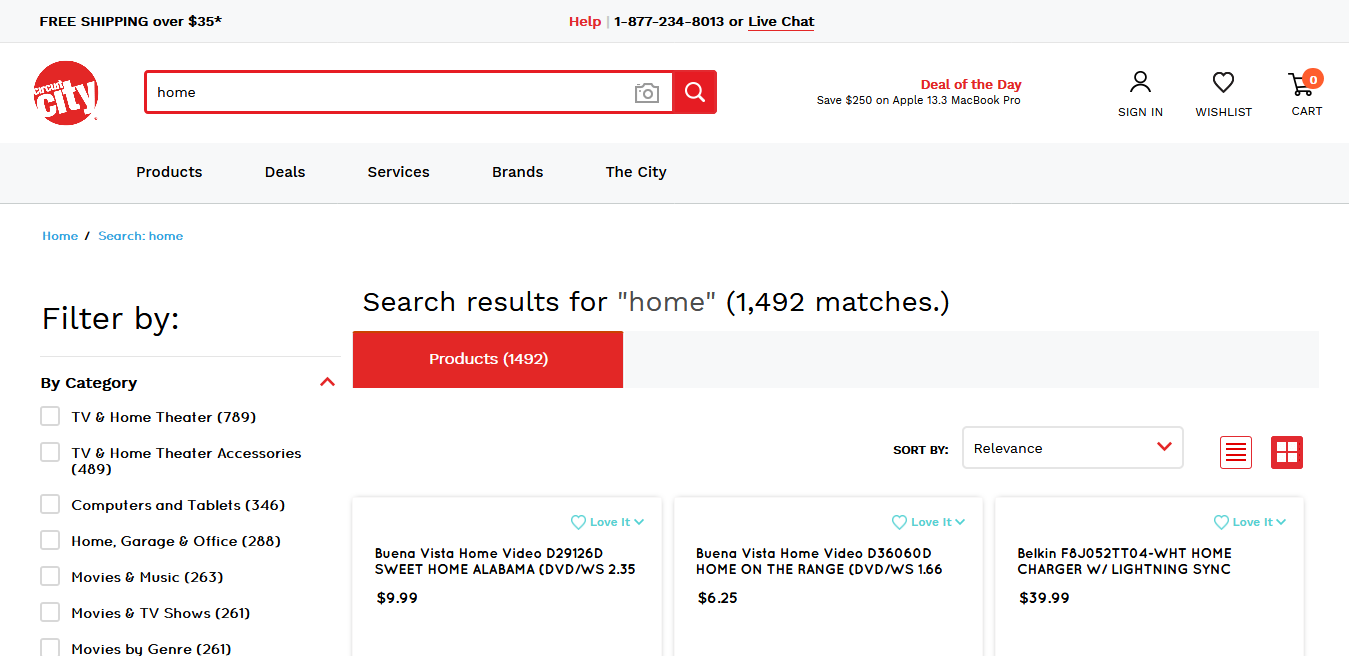 FREE SHIPPING over $35*
Help | 1-877-234-8013 or Live Chat
circuit
city
home
Deal of the Day
Save $250 on Apple 13.3 MacBook Pro
SIGN IN
WISHLIST
0
CART
Products
Deals
Services
Brands
The City
Home / Search: home
Filter by:
By Category
TV & Home Theater (789)
TV & Home Theater Accessories
(489)
Computers and Tablets (346)
Home, Garage & Office (288)
Movies & Music (263)
Movies & TV Shows (261)
Movies by Genre (261)
Search results for "home" (1,492 matches.)
Products (1492)
SORT BY:
Relevance
Love It
Buena Vista Home Video D29126D
SWEET HOME ALABAMA (DVD/WS 2.35
$9.99
Love It
Buena Vista Home Video D36060D
HOME ON THE RANGE (DVD/WS 1.66
$6.25
Love It
Belkin F8J052TT04-WHT HOME
CHARGER W/ LIGHTNING SYNC
$39.99